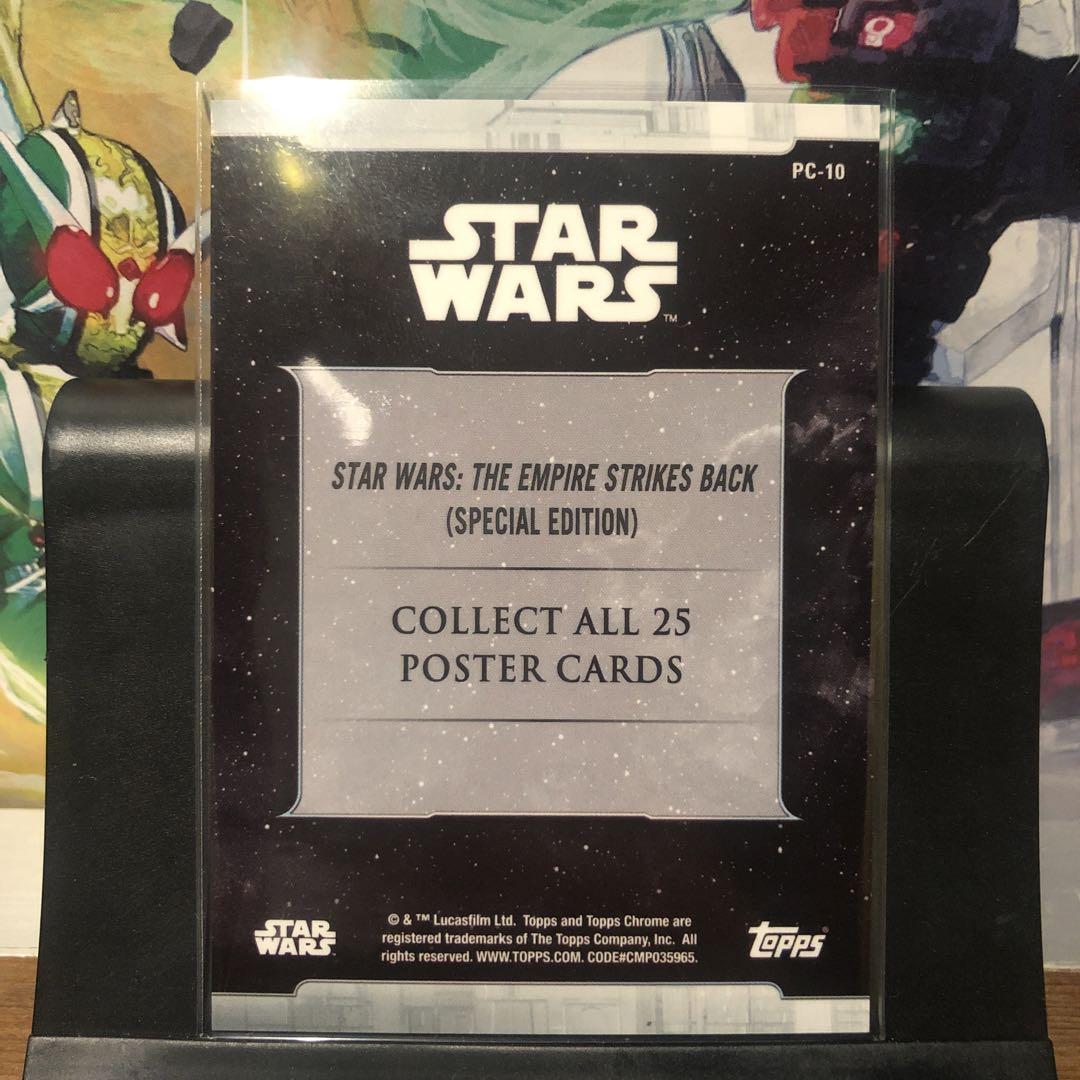 PC-10
STAR
WARS™
STAR WARS: THE EMPIRE STRIKES BACK
(SPECIAL EDITION)
COLLECT ALL 25
POSTER CARDS
STAR
WARS
© & ™ Lucasfilm Ltd. Topps and Topps Chrome are
registered trademarks of The Topps Company, Inc. All
rights reserved. WWW.TOPPS.COM. CODE#CMP035965.
Topps®